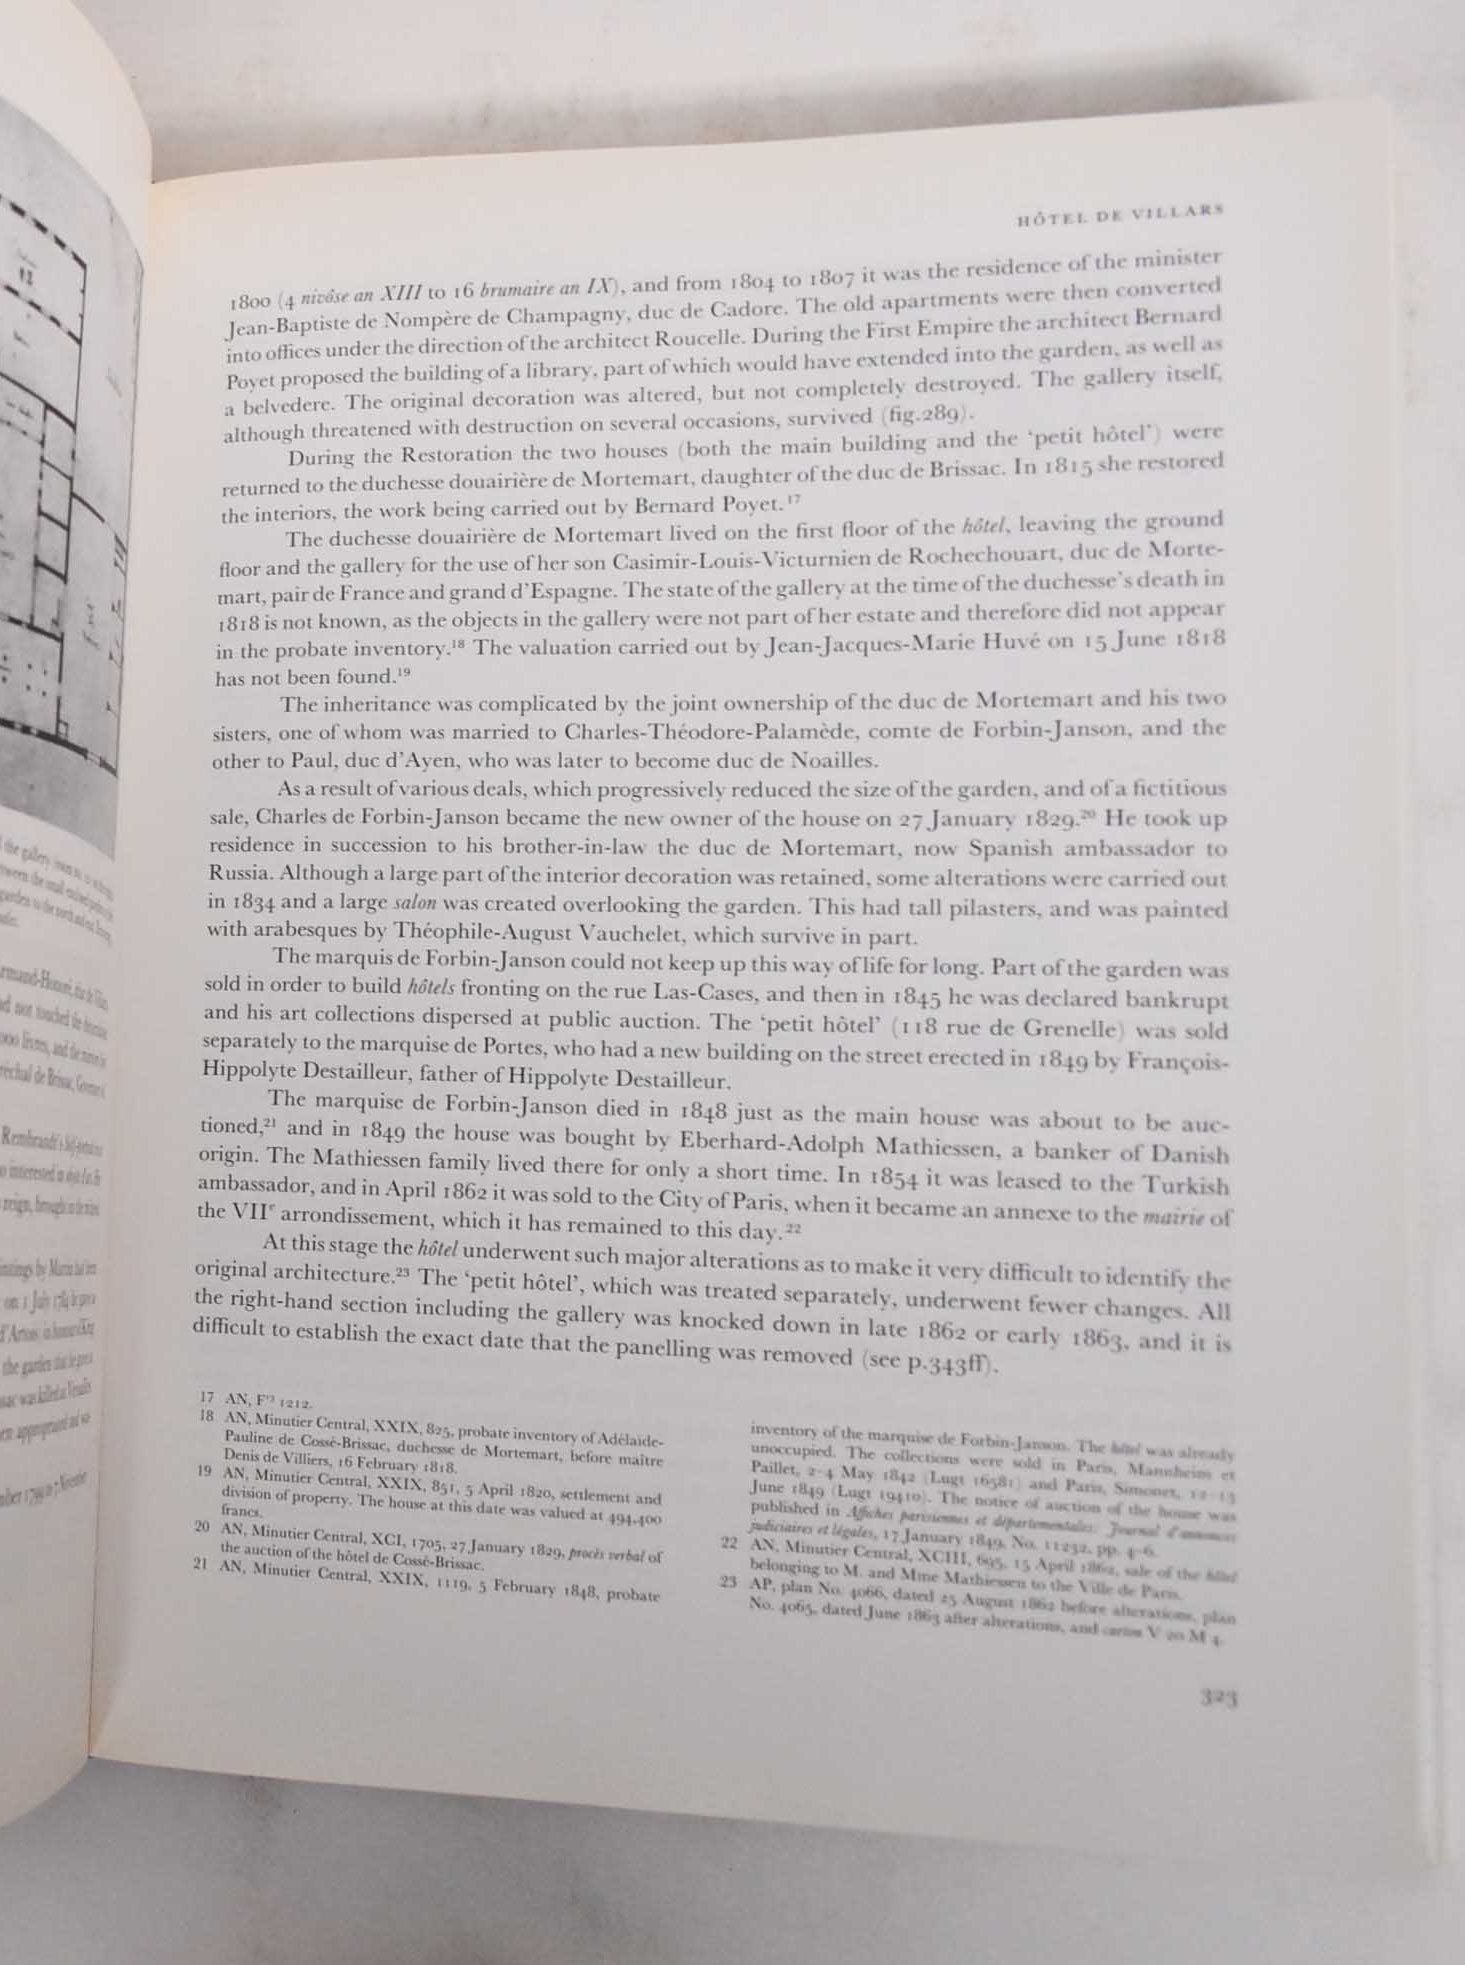 HÔTEL DE VILLARS
1800 (4 nivôse an XIII to 16 brumaire an IX), and from 1804 to 1807 it was the residence of the minister
Jean-Baptiste de Nompère de Champagny, duc de Cadore. The old apartments were then converted
into offices under the direction of the architect Roucelle. During the First Empire the architect Bernard
Poyet proposed the building of a library, part of which would have extended into the garden, as well as
a belvedere. The original decoration was altered, but not completely destroyed. The gallery itself,
although threatened with destruction on several occasions, survived (fig.289).
During the Restoration the two houses (both the main building and the ‘petit hôtel’) were
returned to the duchesse douairière de Mortemart, daughter of the duc de Brissac. In 1815 she restored
the interiors, the work being carried out by Bernard Poyet.17
The duchesse douairière de Mortemart lived on the first floor of the hôtel, leaving the ground
floor and the gallery for the use of her son Casimir-Louis-Victurnien de Rochechouart, duc de Morte-
mart, pair de France and grand d’Espagne. The state of the gallery at the time of the duchesse’s death in
1818 is not known, as the objects in the gallery were not part of her estate and therefore did not appear
in the probate inventory.18 The valuation carried out by Jean-Jacques-Marie Huvé on 15 June 1818
has not been found.19
The inheritance was complicated by the joint ownership of the duc de Mortemart and his two
sisters, one of whom was married to Charles-Théodore-Palamède, comte de Forbin-Janson, and the
other to Paul, duc d’Ayen, who was later to become duc de Noailles.
As a result of various deals, which progressively reduced the size of the garden, and of a fictitious
sale, Charles de Forbin-Janson became the new owner of the house on 27 January 1829.20 He took up
residence in succession to his brother-in-law the duc de Mortemart, now Spanish ambassador to
Russia. Although a large part of the interior decoration was retained, some alterations were carried out
in 1834 and a large salon was created overlooking the garden. This had tall pilasters, and was painted
with arabesques by Théophile-August Vauchelet, which survive in part.
The marquis de Forbin-Janson could not keep up this way of life for long. Part of the garden was
sold in order to build hôtels fronting on the rue Las-Cases, and then in 1845 he was declared bankrupt
and his art collections dispersed at public auction. The ‘petit hôtel’ (118 rue de Grenelle) was sold
separately to the marquise de Portes, who had a new building on the street erected in 1849 by François-
Hippolyte Destailleur, father of Hippolyte Destailleur.
The marquise de Forbin-Janson died in 1848 just as the main house was about to be auc-
tioned,21 and in 1849 the house was bought by Eberhard-Adolph Mathiessen, a banker of Danish
origin. The Mathiessen family lived there for only a short time. In 1854 it was leased to the Turkish
ambassador, and in April 1862 it was sold to the City of Paris, when it became an annexe to the mairie of
the VIIe arrondissement, which it has remained to this day.22
At this stage the hôtel underwent such major alterations as to make it very difficult to identify the
original architecture.23 The ‘petit hôtel’, which was treated separately, underwent fewer changes. All
the right-hand section including the gallery was knocked down in late 1862 or early 1863, and it is
difficult to establish the exact date that the panelling was removed (see p.343ff).
17 AN, F13 1212.
18 AN, Minutier Central, XXIX, 825, probate inventory of Adélaide-
Pauline de Cossé-Brissac, duchesse de Mortemart, before maître
Denis de Villiers, 16 February 1818.
19 AN, Minutier Central, XXIX, 851, 5 April 1820, settlement and
division of property. The house at this date was valued at 494,400
francs.
20 AN, Minutier Central, XCI, 1705, 27 January 1829, procès verbal of
the auction of the hôtel de Cossé-Brissac.
21 AN, Minutier Central, XXIX, 1119, 5 February 1848, probate
inventory of the marquise de Forbin-Janson. The hôtel was already
unoccupied. The collections were sold in Paris, Mannheim et
Paillet, 2–4 May 1842 (Lugt 16581) and Paris, Simonet, 12–13
June 1849 (Lugt 19410). The notice of auction of the house was
published in Affiches parisiennes et départementales. Journal d’annonces
judiciaires et légales, 17 January 1849, No. 11232, pp. 4–6.
22 AN, Minutier Central, XCIII, 695, 15 April 1862, sale of the hôtel
belonging to M. and Mme Mathiessen to the Ville de Paris.
23 AP, plan No. 4066, dated 25 August 1862 before alterations, plan
No. 4065, dated June 1863 after alterations, and carton V 20 M 4.
323